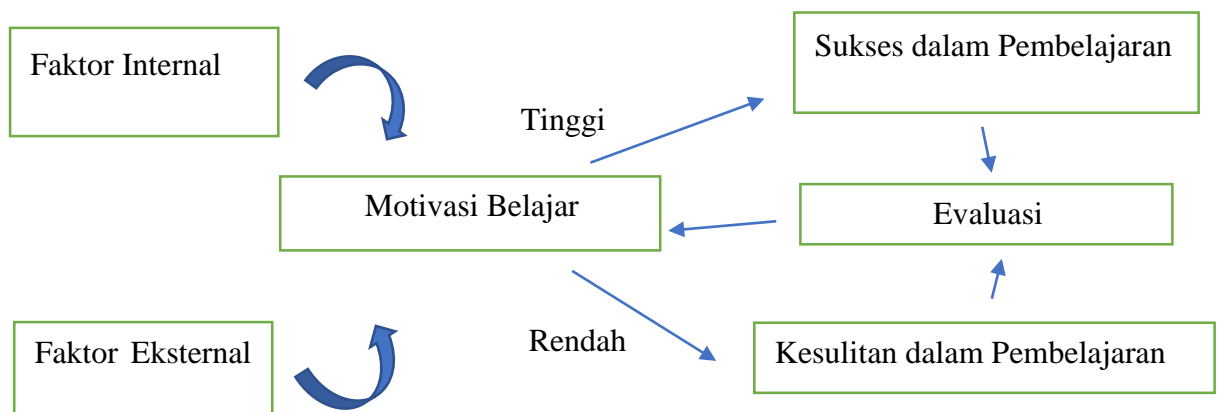 Faktor Internal
Sukses dalam Pembelajaran
Tinggi
Motivasi Belajar
Evaluasi
Faktor Eksternal
Rendah
Kesulitan dalam Pembelajaran